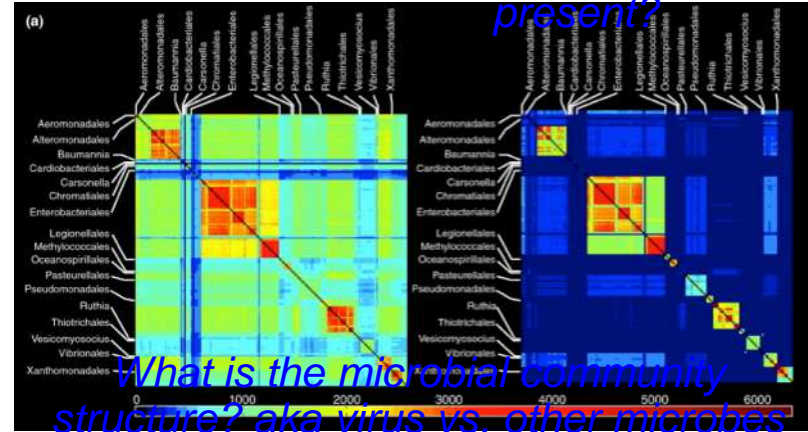 present?
(a)
Aeromonadales
Alteromonadales
Baumannia
Cardiobacteriales
Carsonella
Chromatiales
Enterobacteriales
Legionellales
Methylococcales
Oceanospirillales
Pasteurellales
Pseudomonadales
Ruthia
Thiotrichales
Vesicomyosocius
Vibrionales
Xanthomonadales
Aeromonadales
Alteromonadales
Baumannia
Cardiobacteriales
Carsonella
Chromatiales
Enterobacteriales
Legionellales
Methylococcales
Oceanospirillales
Pasteurellales
Pseudomonadales
Ruthia
Thiotrichales
Vesicomyosocius
Vibrionales
Xanthomonadales
Aeromonadales
Alteromonadales
Baumannia
Cardiobacteriales
Carsonella
Chromatiales
Enterobacteriales
Legionellales
Methylococcales
Oceanospirillales
Pasteurellales
Pseudomonadales
Ruthia
Thiotrichales
Vesicomyosocius
Vibrionales
Xanthomonadales
Aeromonadales
Alteromonadales
Baumannia
Cardiobacteriales
Carsonella
Chromatiales
Enterobacteriales
Legionellales
Methylococcales
Oceanospirillales
Pasteurellales
Pseudomonadales
Ruthia
Thiotrichales
Vesicomyosocius
Vibrionales
Xanthomonadales
What is the microbial community
0 1000 2000 3000 4000 5000 6000
structure? aka virus vs. other microbes